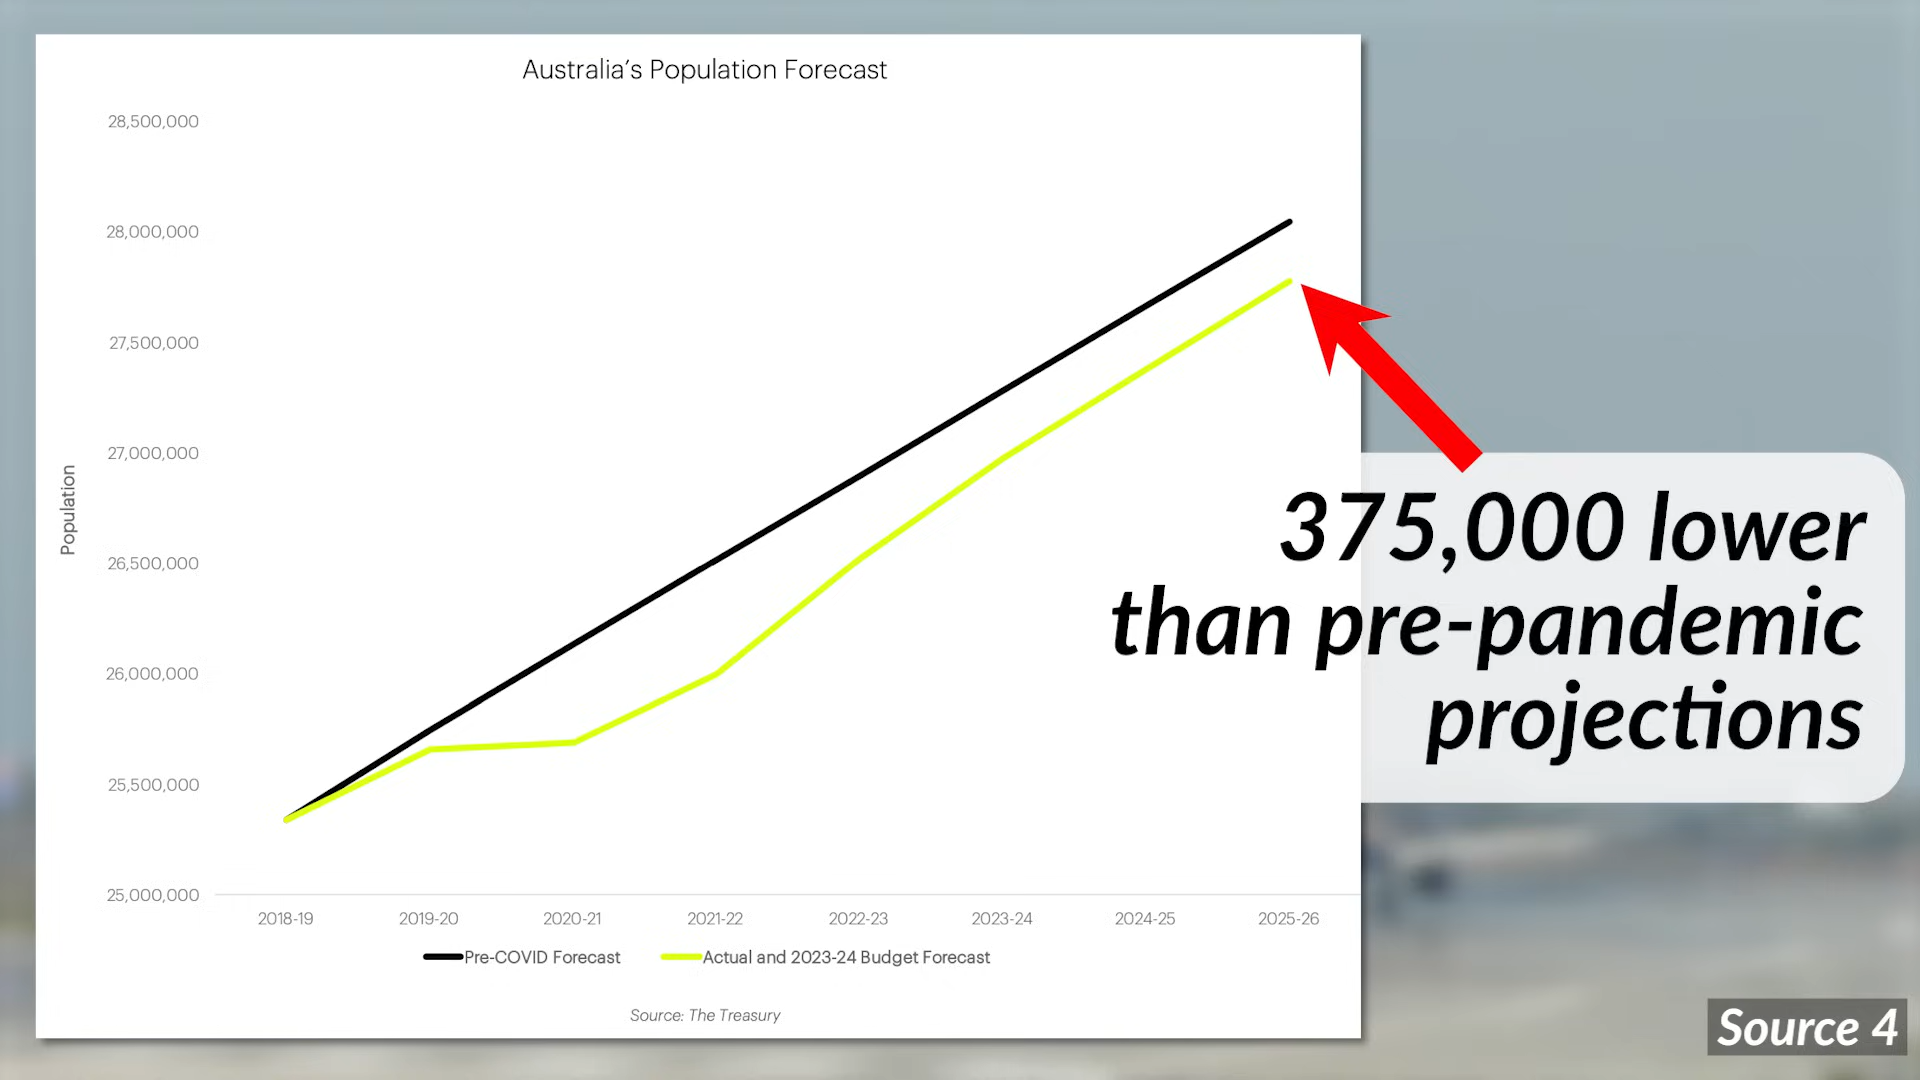 Australia’s Population Forecast
28,500,000
28,000,000
27,500,000
27,000,000
26,500,000
26,000,000
25,500,000
25,000,000
Population
2018-19 2019-20 2020-21 2021-22 2022-23 2023-24 2024-25 2025-26
Pre-COVID Forecast Actual and 2023-24 Budget Forecast
Source: The Treasury
375,000 lower
than pre-pandemic
projections
Source 4